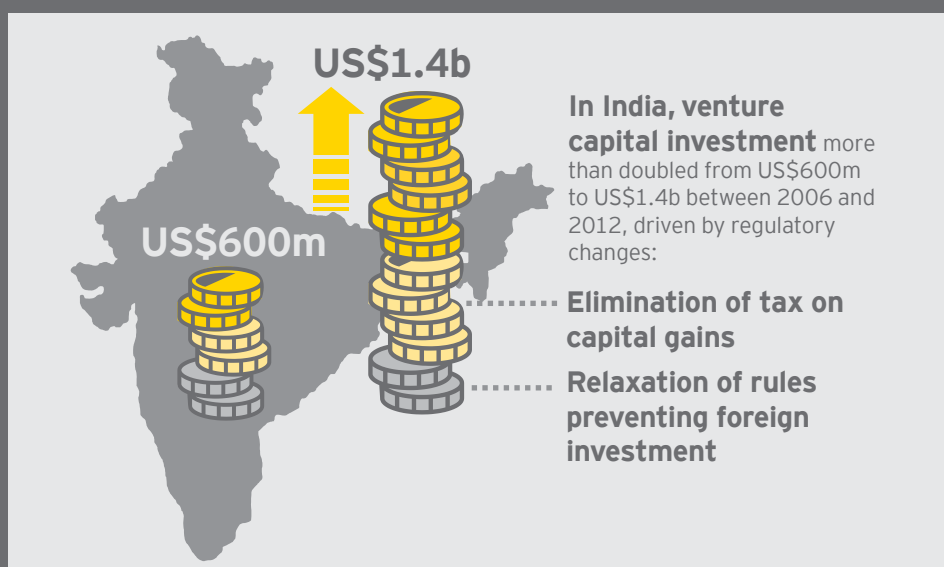 US$1.4b
US$600m
In India, venture
capital investment more
than doubled from US$600m
to US$1.4b between 2006 and
2012, driven by regulatory
changes:
Elimination of tax on
capital gains
Relaxation of rules
preventing foreign
investment